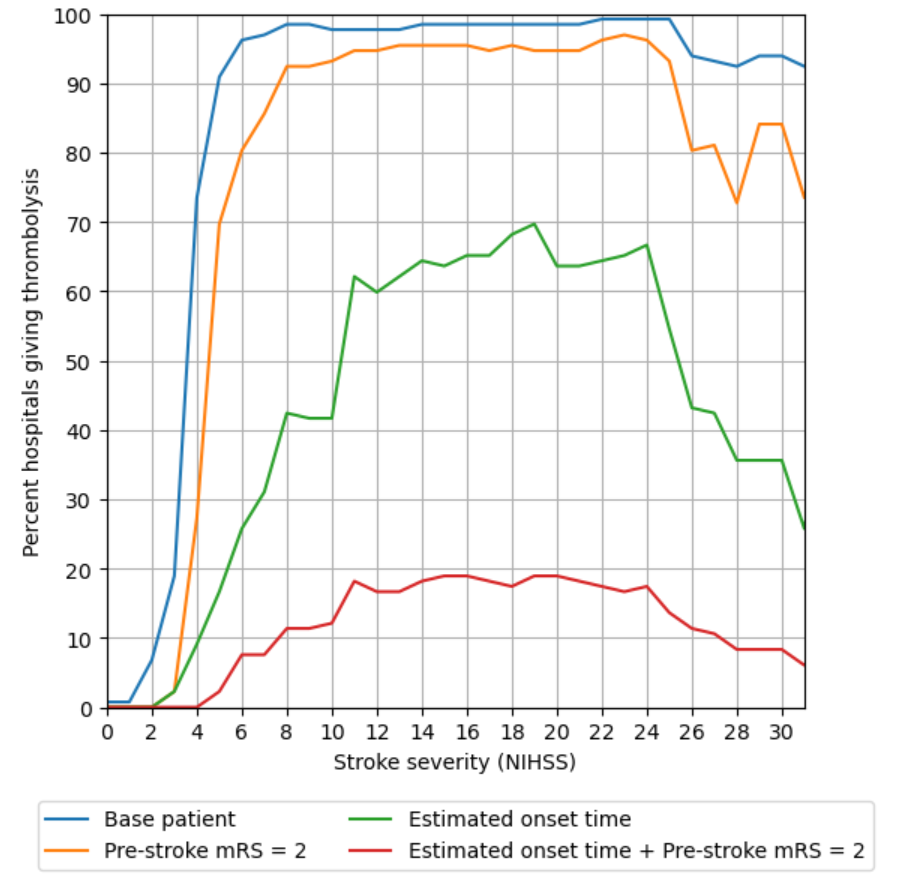 Percent hospitals giving thrombolysis
100
90
80
70
60
50
40
30
20
10
0
0 2 4 6 8 10 12 14 16 18 20 22 24 26 28 30
Stroke severity (NIHSS)
Base patient
Pre-stroke mRS = 2
Estimated onset time
Estimated onset time + Pre-stroke mRS = 2